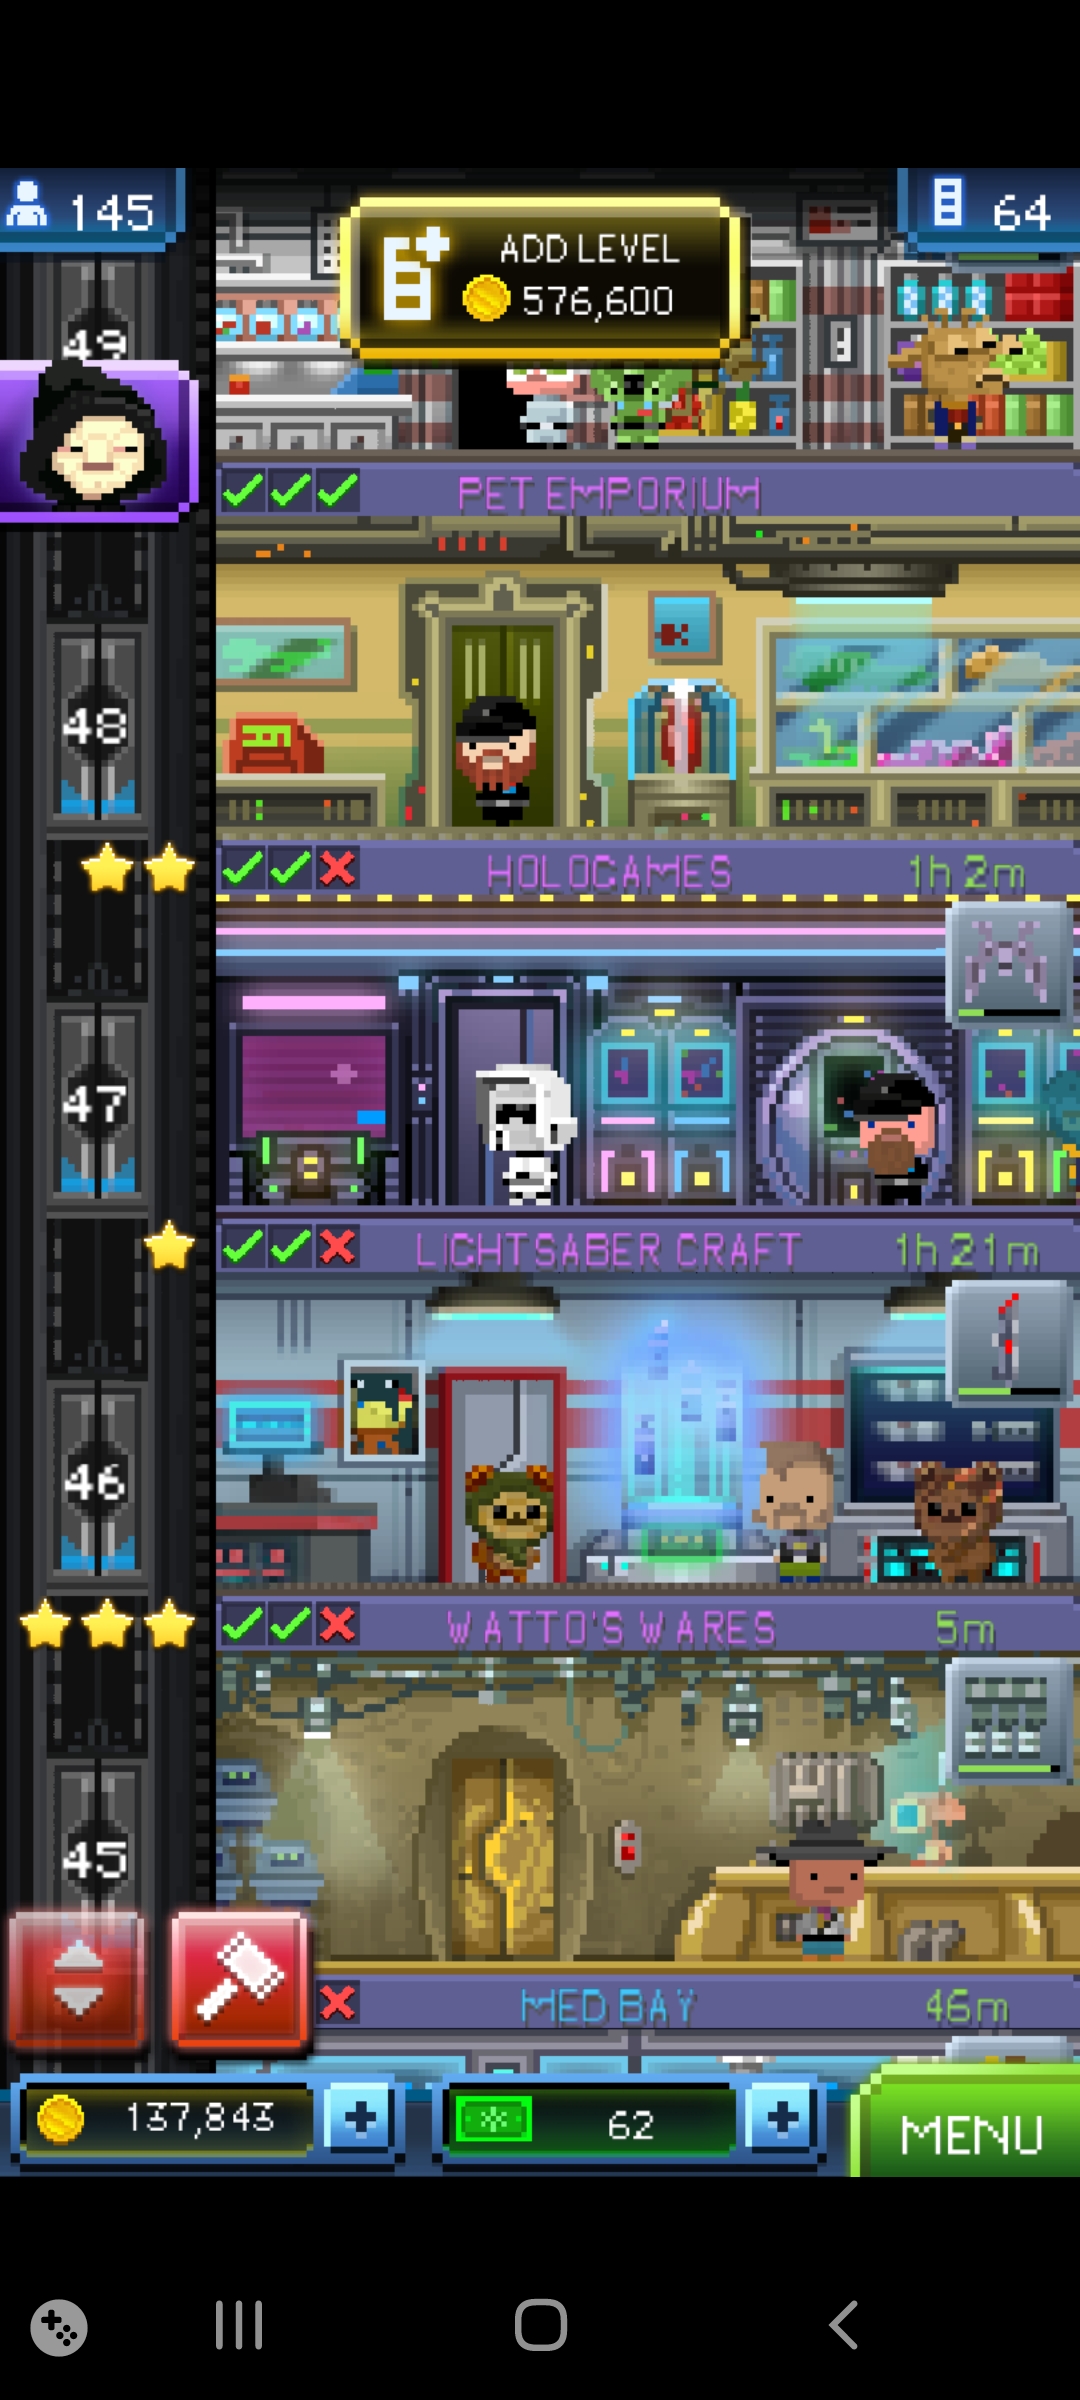 145
64
ADD LEVEL
576,600
49
PET EMPORIUM
48
HOLOGAMES 1h 2m
47
LIGHTSABER CRAFT 1h 21m
46
WATTO'S WARES 5m
45
MED BAY 46m
137,843
62
MENU